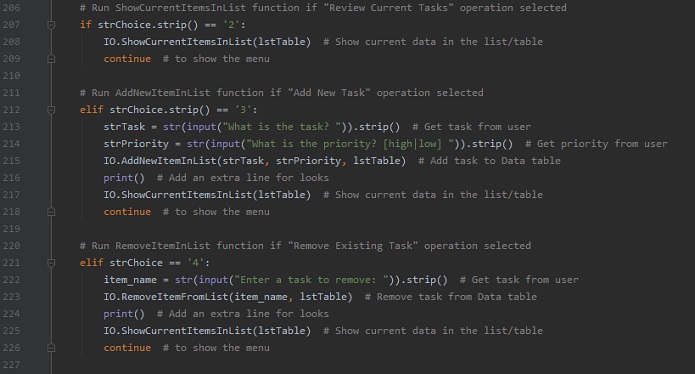 206 # Run ShowCurrentItemsInList function if "Review Current Tasks" operation selected
207 if strChoice.strip() == '2':
208 IO.ShowCurrentItemsInList(lstTable)  # Show current data in the list/table
209 continue  # to show the menu
210
211 # Run AddNewItemInList function if "Add New Task" operation selected
212 elif strChoice.strip() == '3':
213 strTask = str(input("What is the task? ")).strip()  # Get task from user
214 strPriority = str(input("What is the priority? [high|low] ")).strip()  # Get priority from user
215 IO.AddNewItemInList(strTask, strPriority, lstTable)  # Add task to Data table
216 print()  # Add an extra line for looks
217 IO.ShowCurrentItemsInList(lstTable)  # Show current data in the list/table
218 continue  # to show the menu
219
220 # Run RemoveItemInList function if "Remove Existing Task" operation selected
221 elif strChoice == '4':
222 item_name = str(input("Enter a task to remove: ")).strip()  # Get task from user
223 IO.RemoveItemFromList(item_name, lstTable)  # Remove task from Data table
224 print()  # Add an extra line for looks
225 IO.ShowCurrentItemsInList(lstTable)  # Show current data in the list/table
226 continue  # to show the menu
227